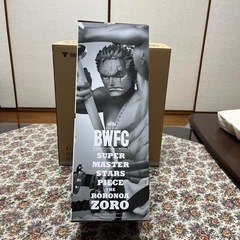 BWFC
SUPER
MASTER
STARS
PIECE
THE
RORONOA
ZORO